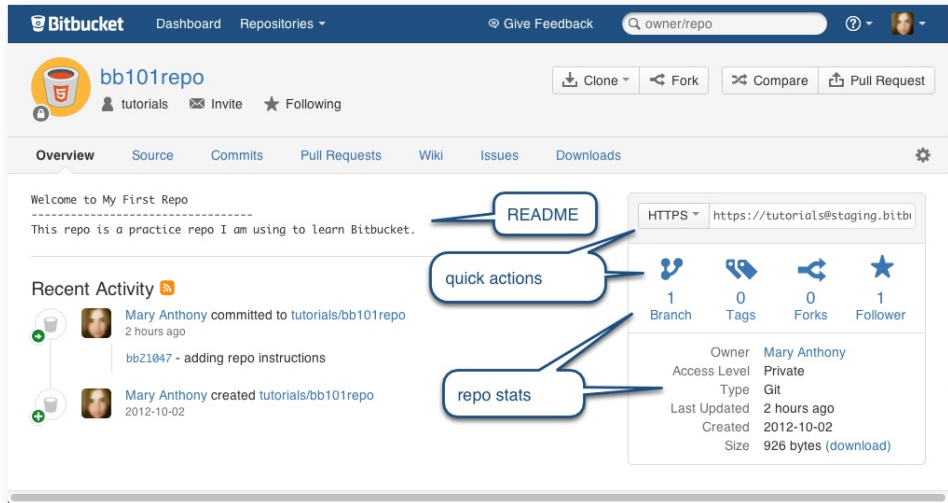 Bitbucket Dashboard Repositories Give Feedback owner/repo
bb101repo
tutorials Invite Following
Clone Fork Compare Pull Request
Overview Source Commits Pull Requests Wiki Issues Downloads
Welcome to My First Repo
---------------------------------
This repo is a practice repo I am using to learn Bitbucket.
README
quick actions
repo stats
Recent Activity
Mary Anthony committed to tutorials/bb101repo
2 hours ago
bb21047 - adding repo instructions
Mary Anthony created tutorials/bb101repo
2012-10-02
HTTPS https://tutorials@staging.bitbu
1 0 0 1
Branch Tags Forks Follower
Owner Mary Anthony
Access Level Private
Type Git
Last Updated 2 hours ago
Created 2012-10-02
Size 926 bytes (download)